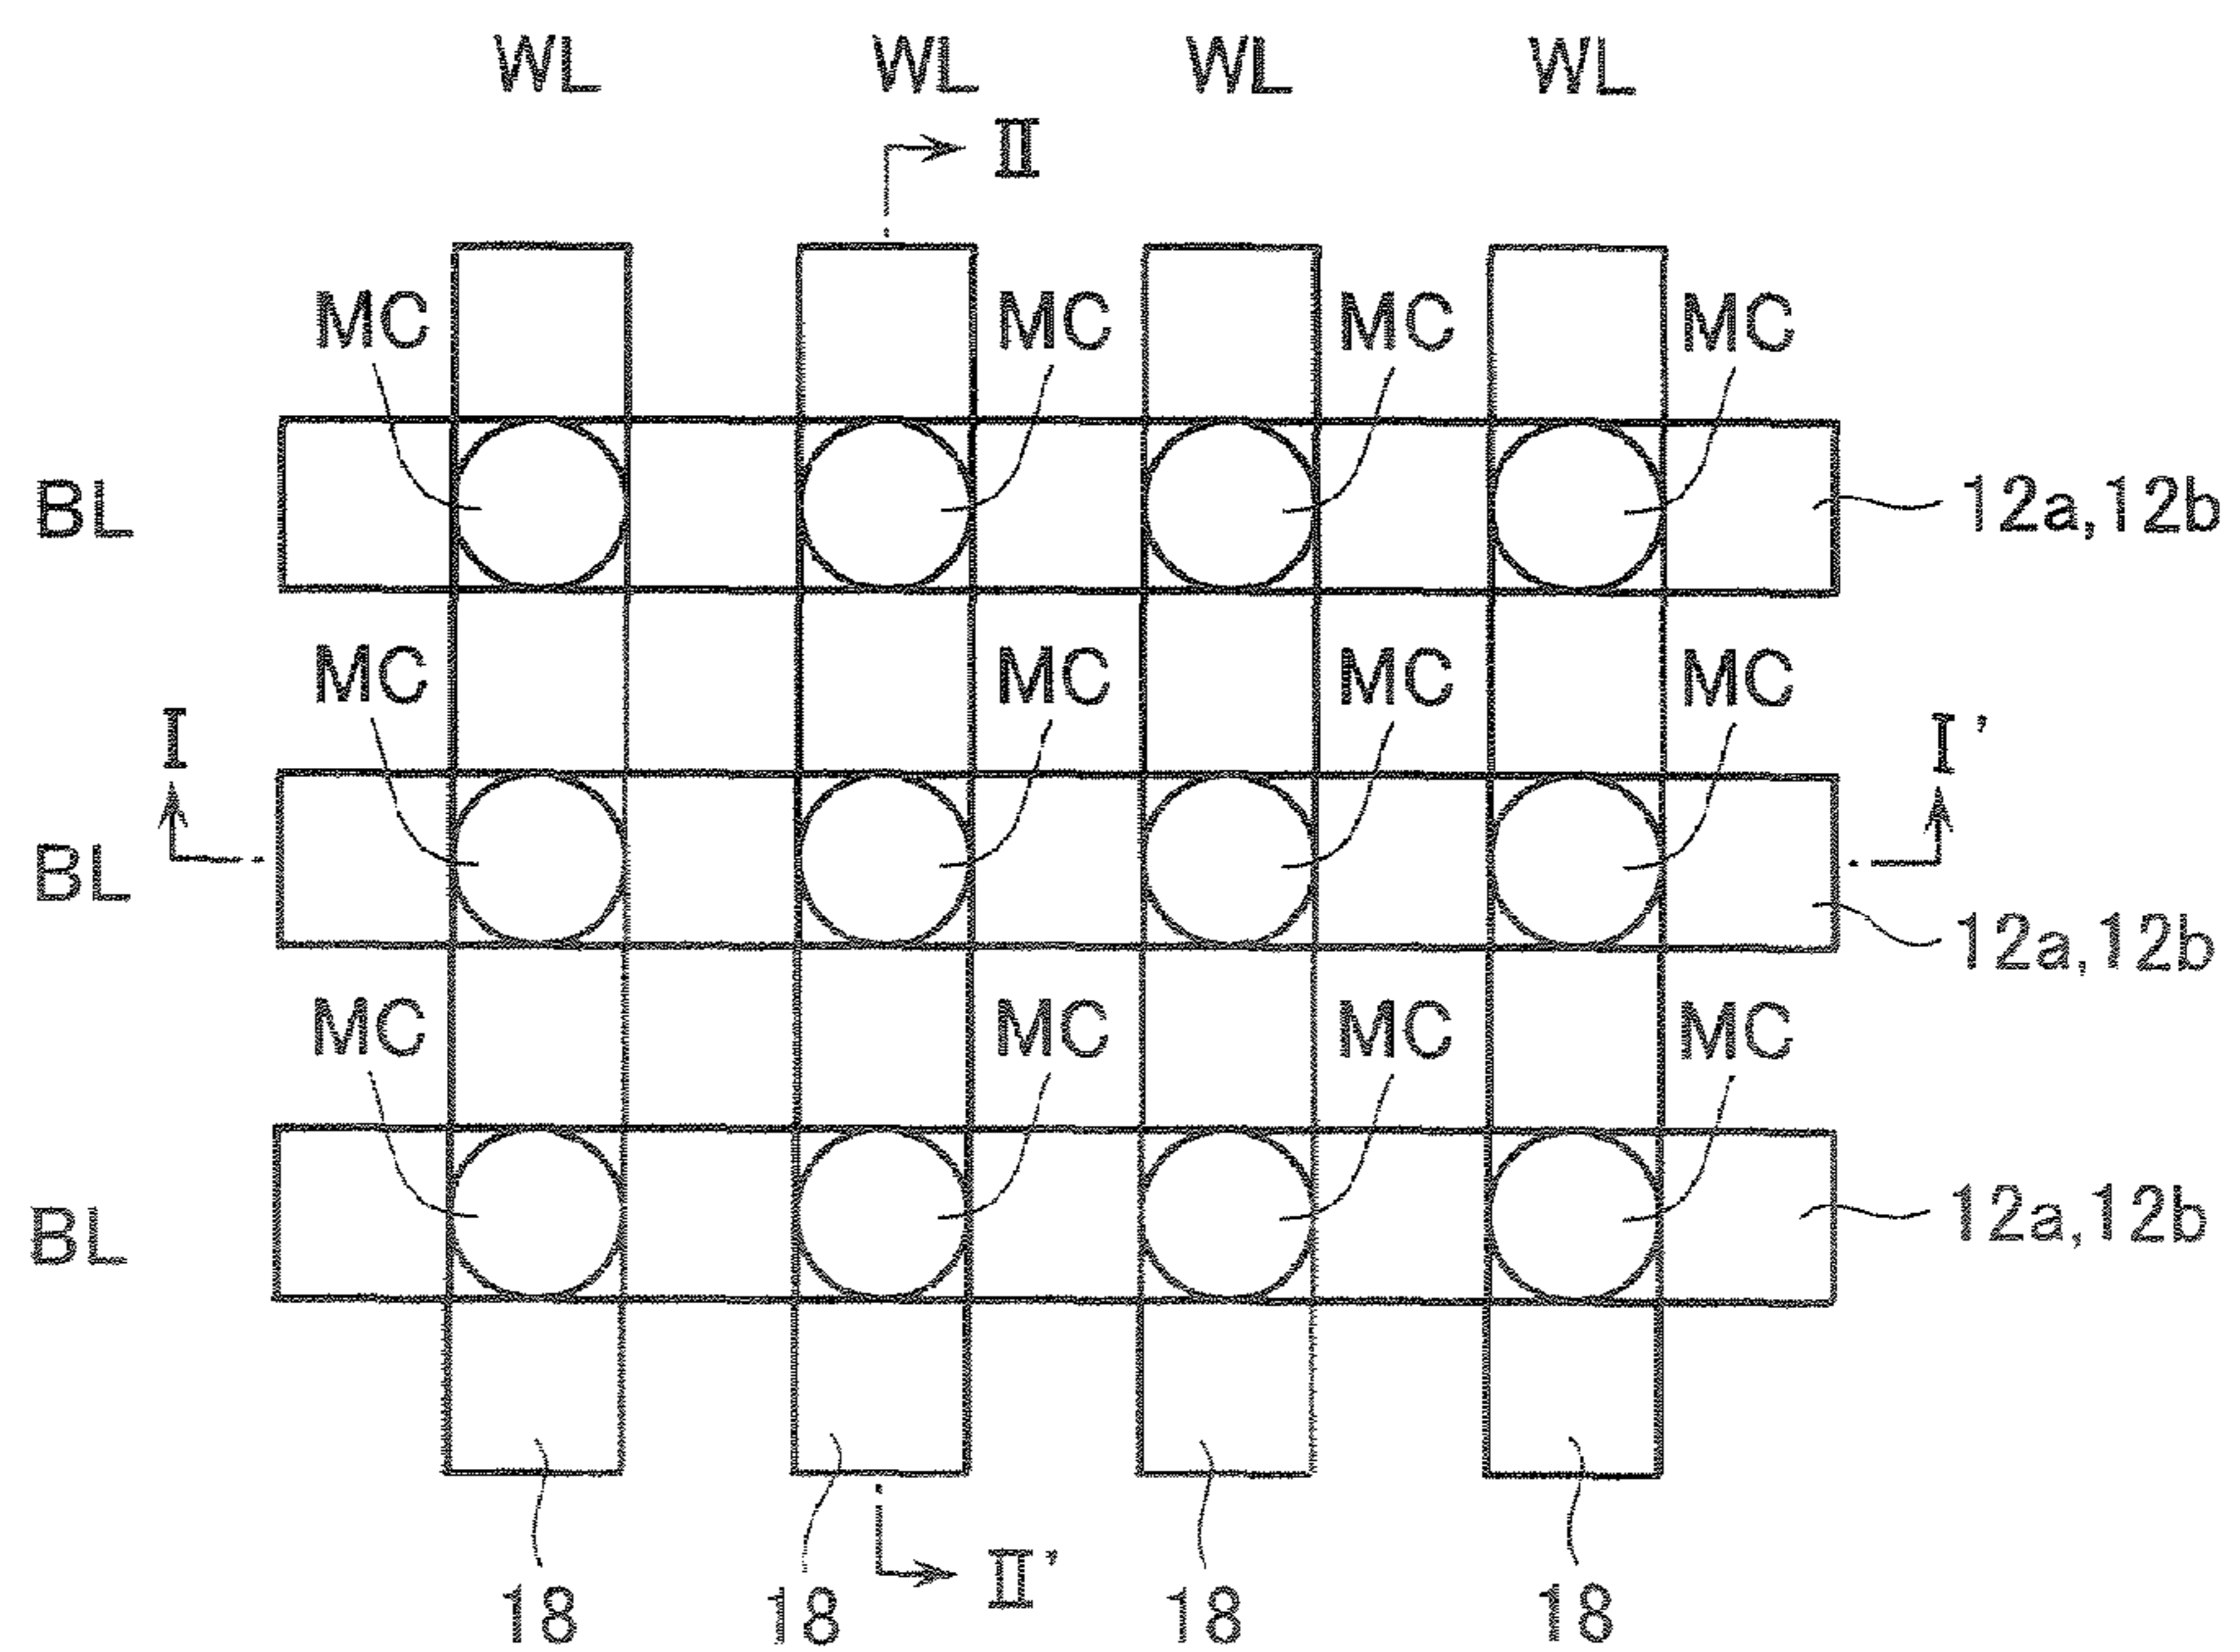 WL WL WL WL
II
MC MC MC MC
BL 12a,12b
MC MC MC MC
I I'
BL
12a,12b
MC MC MC MC
BL 12a,12b
II'
18 18 18 18